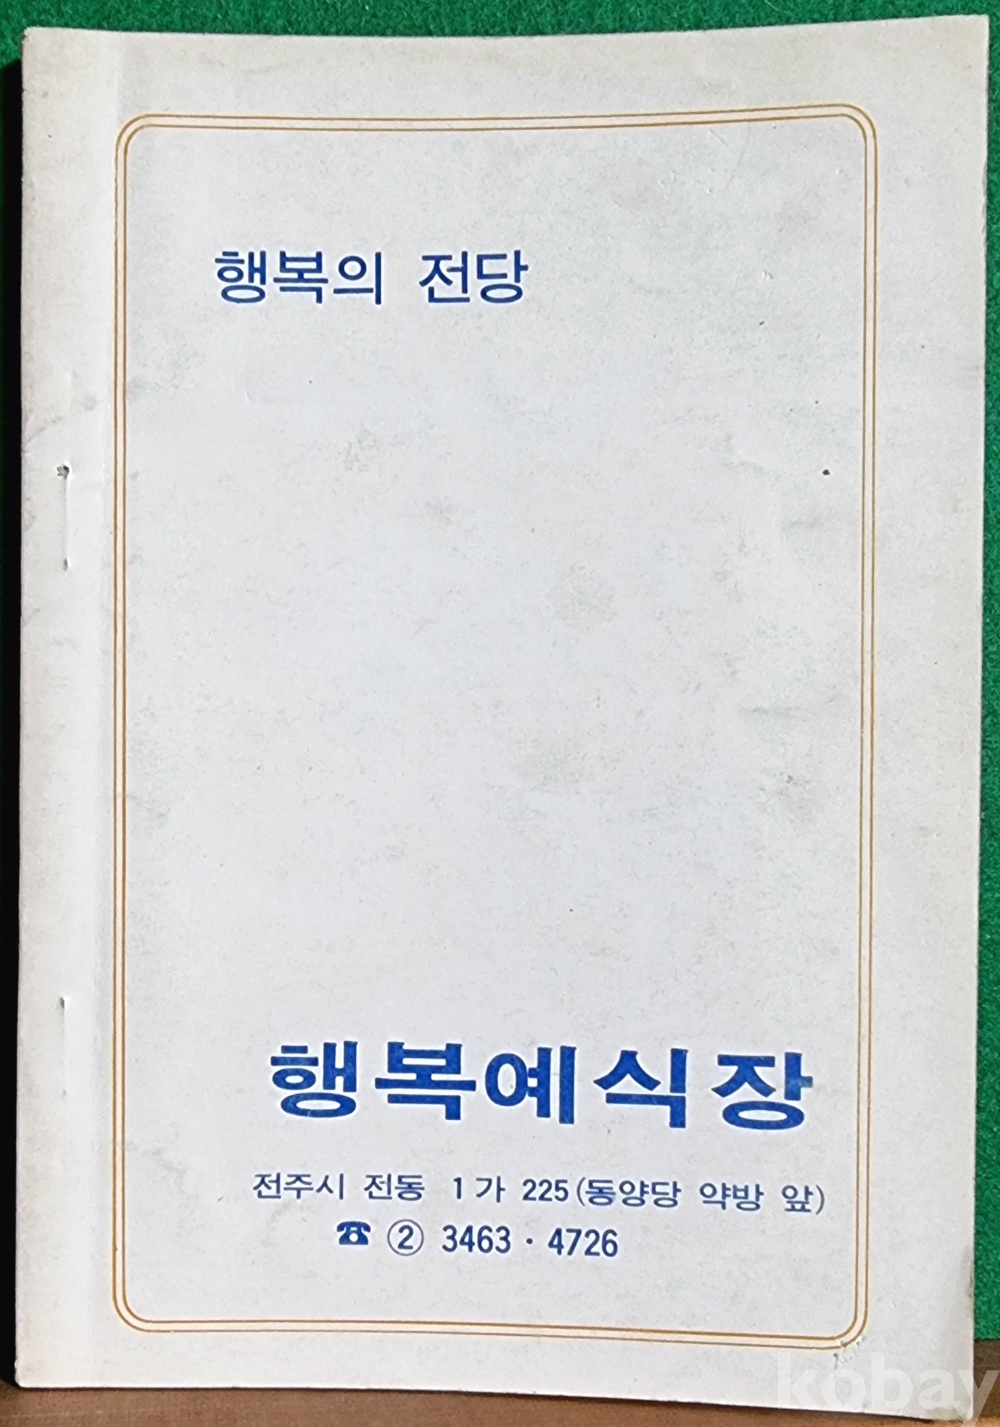 행복의 전당
행복예식장
전주시 전동 1가 225(동양당 약방 앞)
☎ ② 3463·4726
kobay